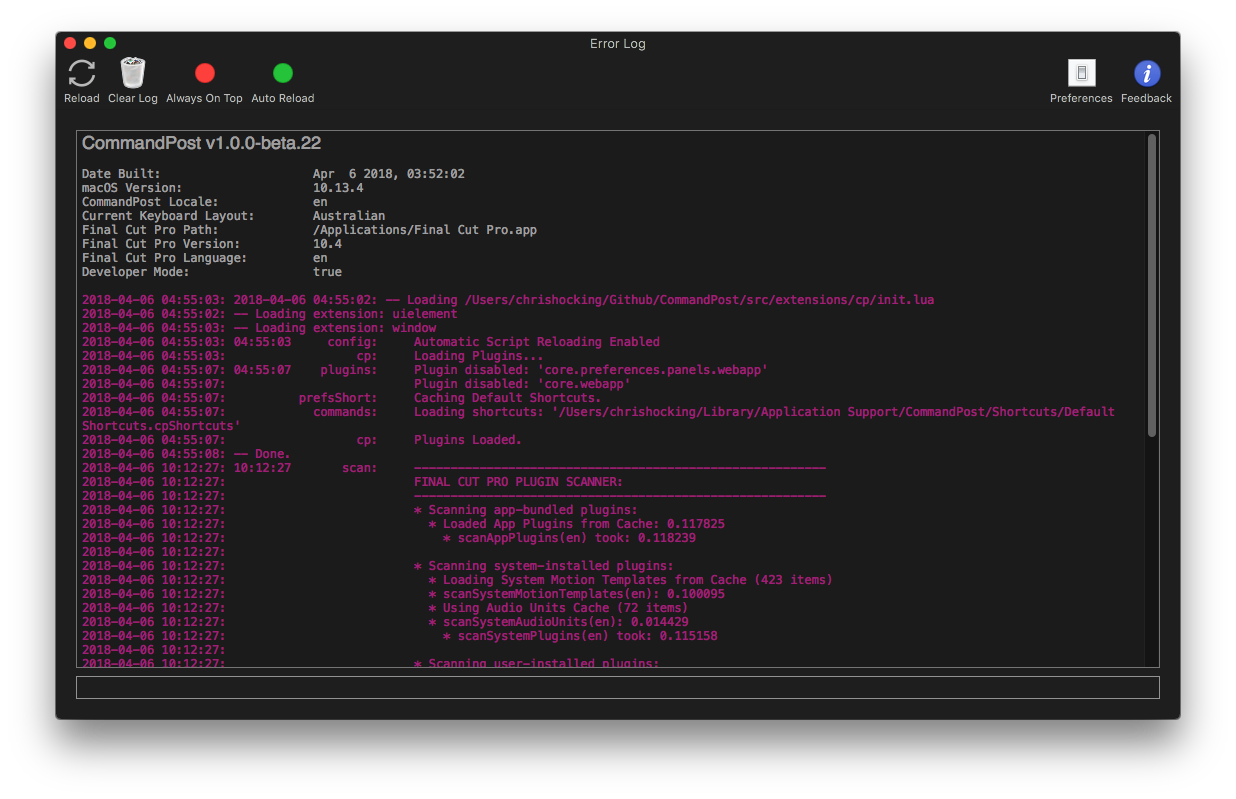 Error Log
Reload Clear Log Always On Top Auto Reload Preferences Feedback
CommandPost v1.0.0-beta.22
Date Built: Apr  6 2018, 03:52:02
macOS Version: 10.13.4
CommandPost Locale: en
Current Keyboard Layout: Australian
Final Cut Pro Path: /Applications/Final Cut Pro.app
Final Cut Pro Version: 10.4
Final Cut Pro Language: en
Developer Mode: true
2018-04-06 04:55:03: 2018-04-06 04:55:02: -- Loading /Users/chrishocking/Github/CommandPost/src/extensions/cp/init.lua
2018-04-06 04:55:02: -- Loading extension: uielement
2018-04-06 04:55:03: -- Loading extension: window
2018-04-06 04:55:03: 04:55:03 config: Automatic Script Reloading Enabled
2018-04-06 04:55:03: cp: Loading Plugins...
2018-04-06 04:55:07: 04:55:07 plugins: Plugin disabled: 'core.preferences.panels.webapp'
2018-04-06 04:55:07: Plugin disabled: 'core.webapp'
2018-04-06 04:55:07: prefsShort: Caching Default Shortcuts.
2018-04-06 04:55:07: commands: Loading shortcuts: '/Users/chrishocking/Library/Application Support/CommandPost/Shortcuts/Default
Shortcuts.cpShortcuts'
2018-04-06 04:55:07: cp: Plugins Loaded.
2018-04-06 04:55:08: -- Done.
2018-04-06 10:12:27: 10:12:27 scan: ---------------------------------------------------------
2018-04-06 10:12:27: FINAL CUT PRO PLUGIN SCANNER:
2018-04-06 10:12:27: ---------------------------------------------------------
2018-04-06 10:12:27: * Scanning app-bundled plugins:
2018-04-06 10:12:27: * Loaded App Plugins from Cache: 0.117825
2018-04-06 10:12:27: * scanAppPlugins(en) took: 0.118239
2018-04-06 10:12:27:
2018-04-06 10:12:27: * Scanning system-installed plugins:
2018-04-06 10:12:27: * Loading System Motion Templates from Cache (423 items)
2018-04-06 10:12:27: * scanSystemMotionTemplates(en): 0.100095
2018-04-06 10:12:27: * Using Audio Units Cache (72 items)
2018-04-06 10:12:27: * scanSystemAudioUnits(en): 0.014429
2018-04-06 10:12:27: * scanSystemPlugins(en) took: 0.115158
2018-04-06 10:12:27:
2018-04-06 10:12:27: * Scanning user-installed plugins: